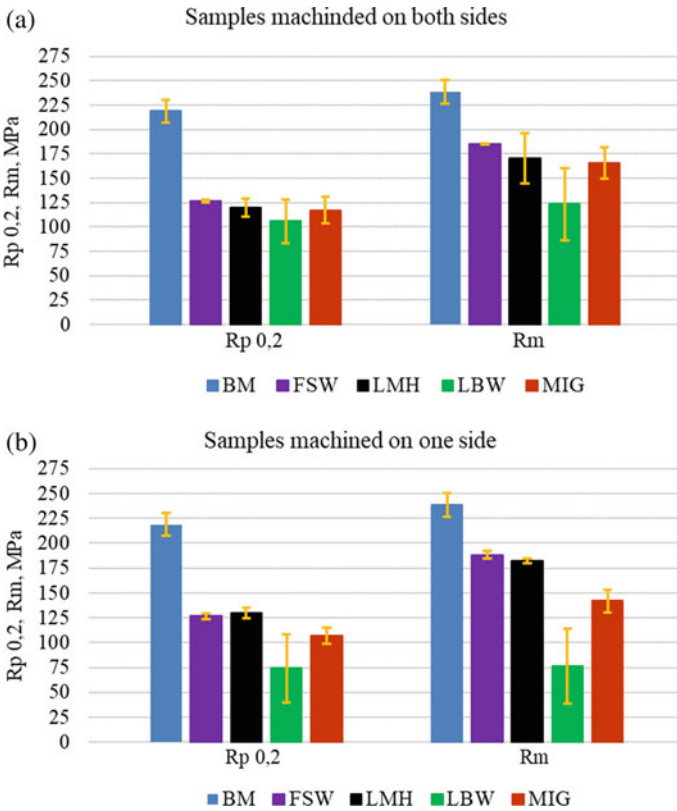 (a)
Samples machinded on both sides
275
250
225
200
175
150
125
100
75
50
25
0
Rp 0,2, Rm, MPa
Rp 0,2 Rm
BM FSW LMH LBW MIG
(b)
Samples machined on one side
275
250
225
200
175
150
125
100
75
50
25
0
Rp 0,2, Rm, MPa
Rp 0,2 Rm
BM FSW LMH LBW MIG